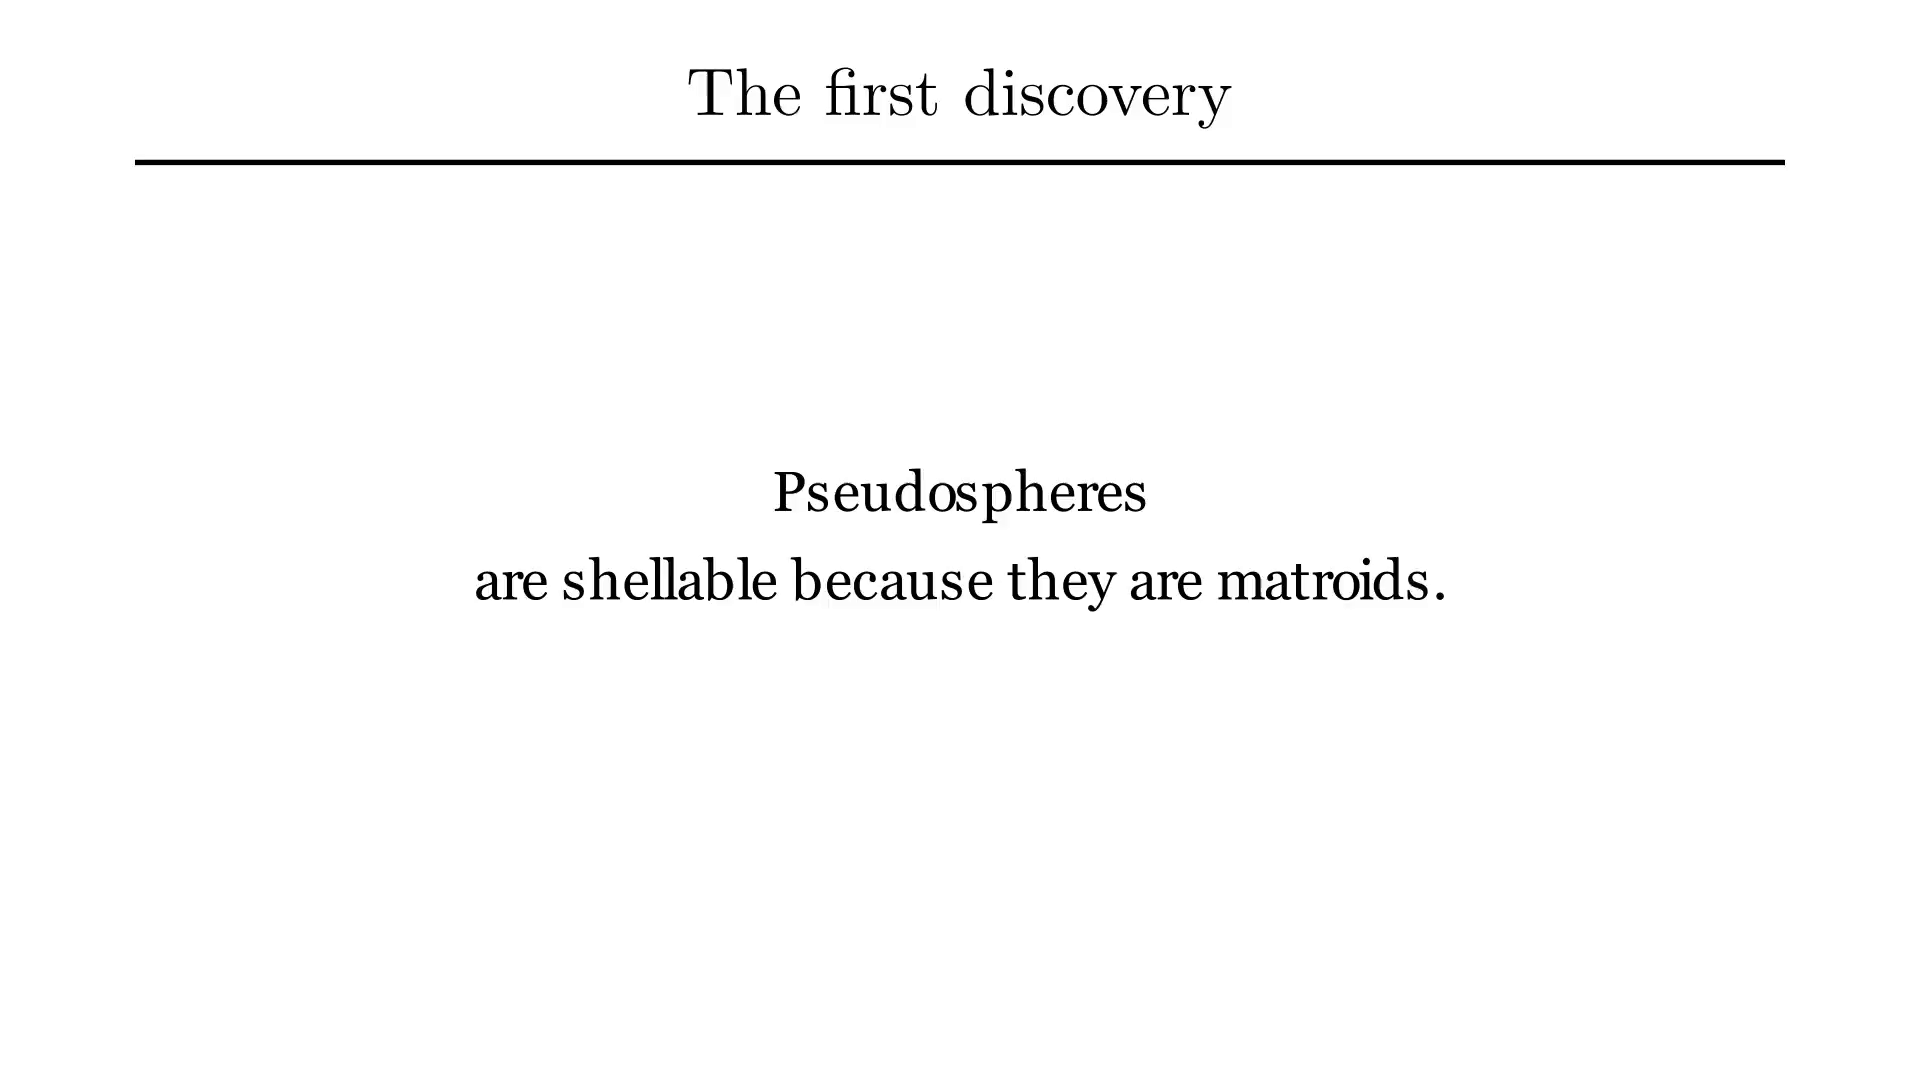 The first discovery
Pseudospheres
are shellable because they are matroids.